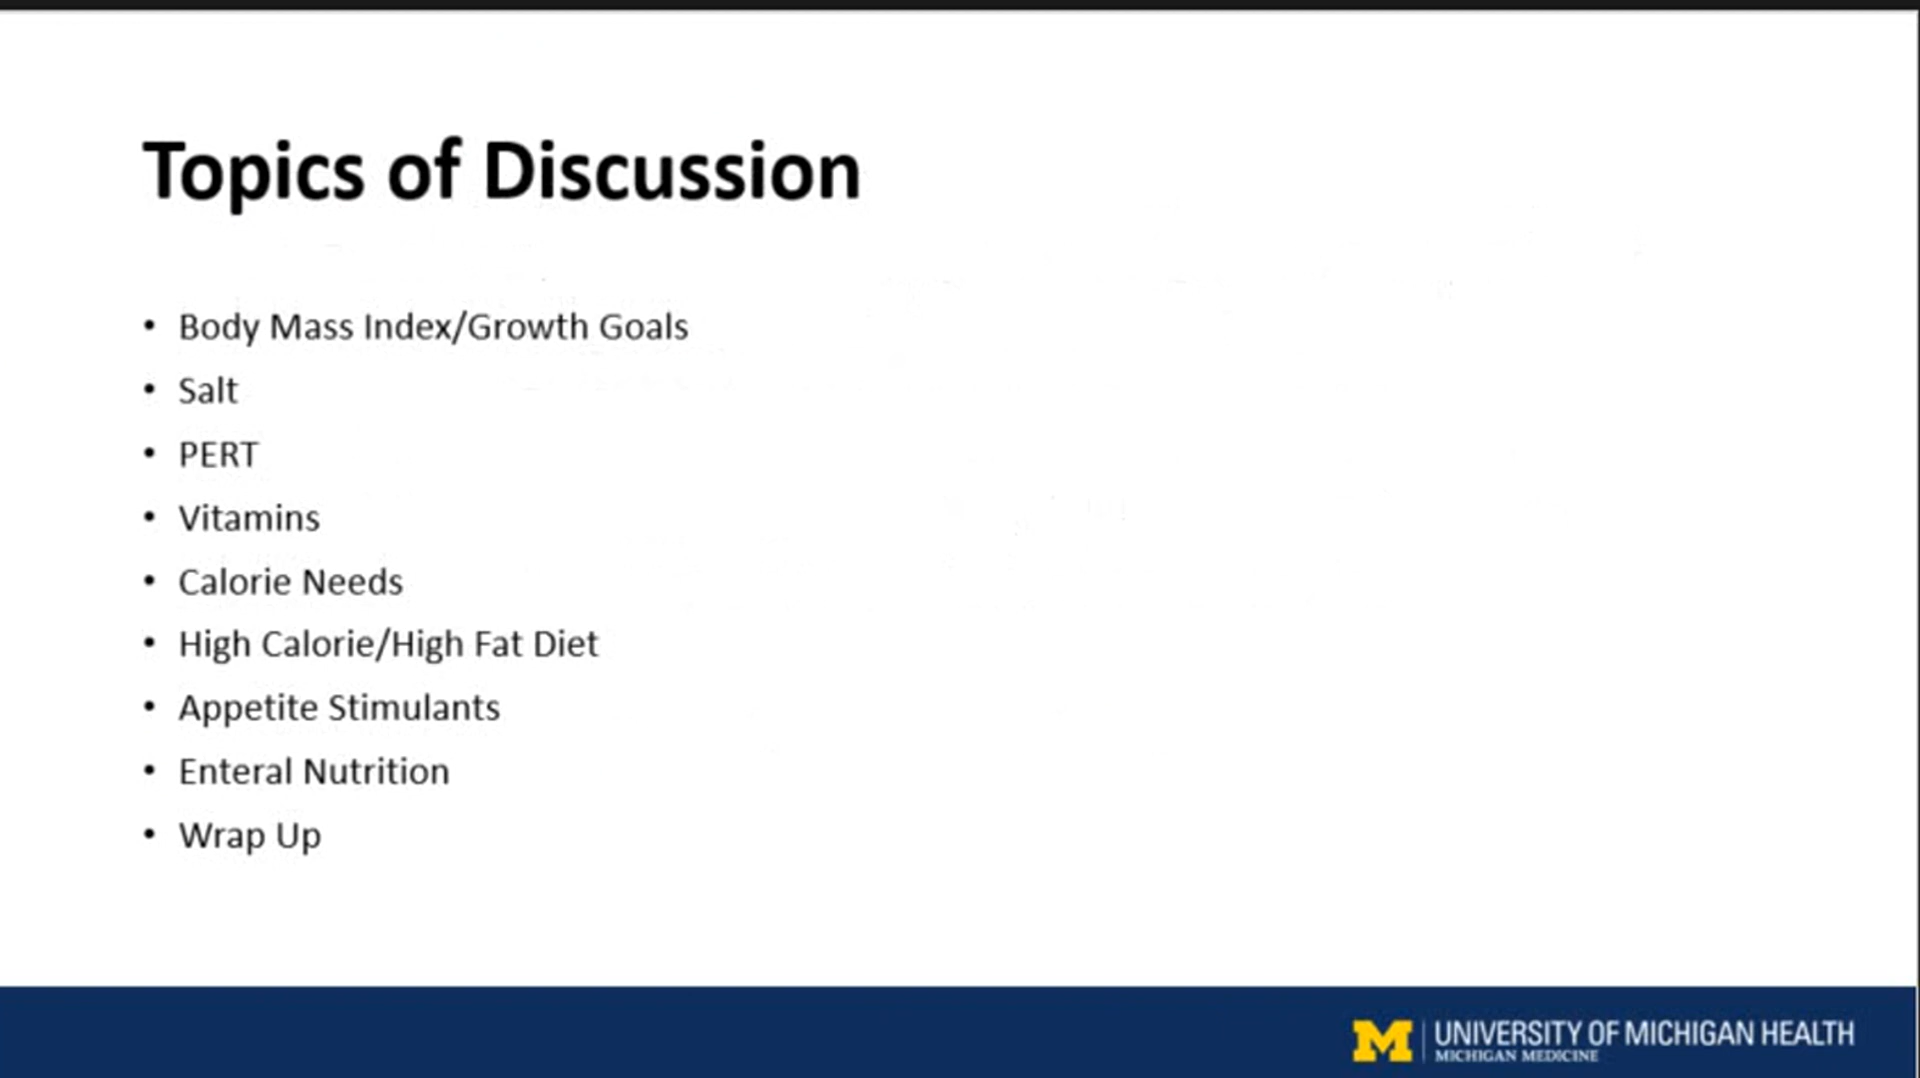 Topics of Discussion
• Body Mass Index/Growth Goals
• Salt
• PERT
• Vitamins
• Calorie Needs
• High Calorie/High Fat Diet
• Appetite Stimulants
• Enteral Nutrition
• Wrap Up
M UNIVERSITY OF MICHIGAN HEALTH
MICHIGAN MEDICINE